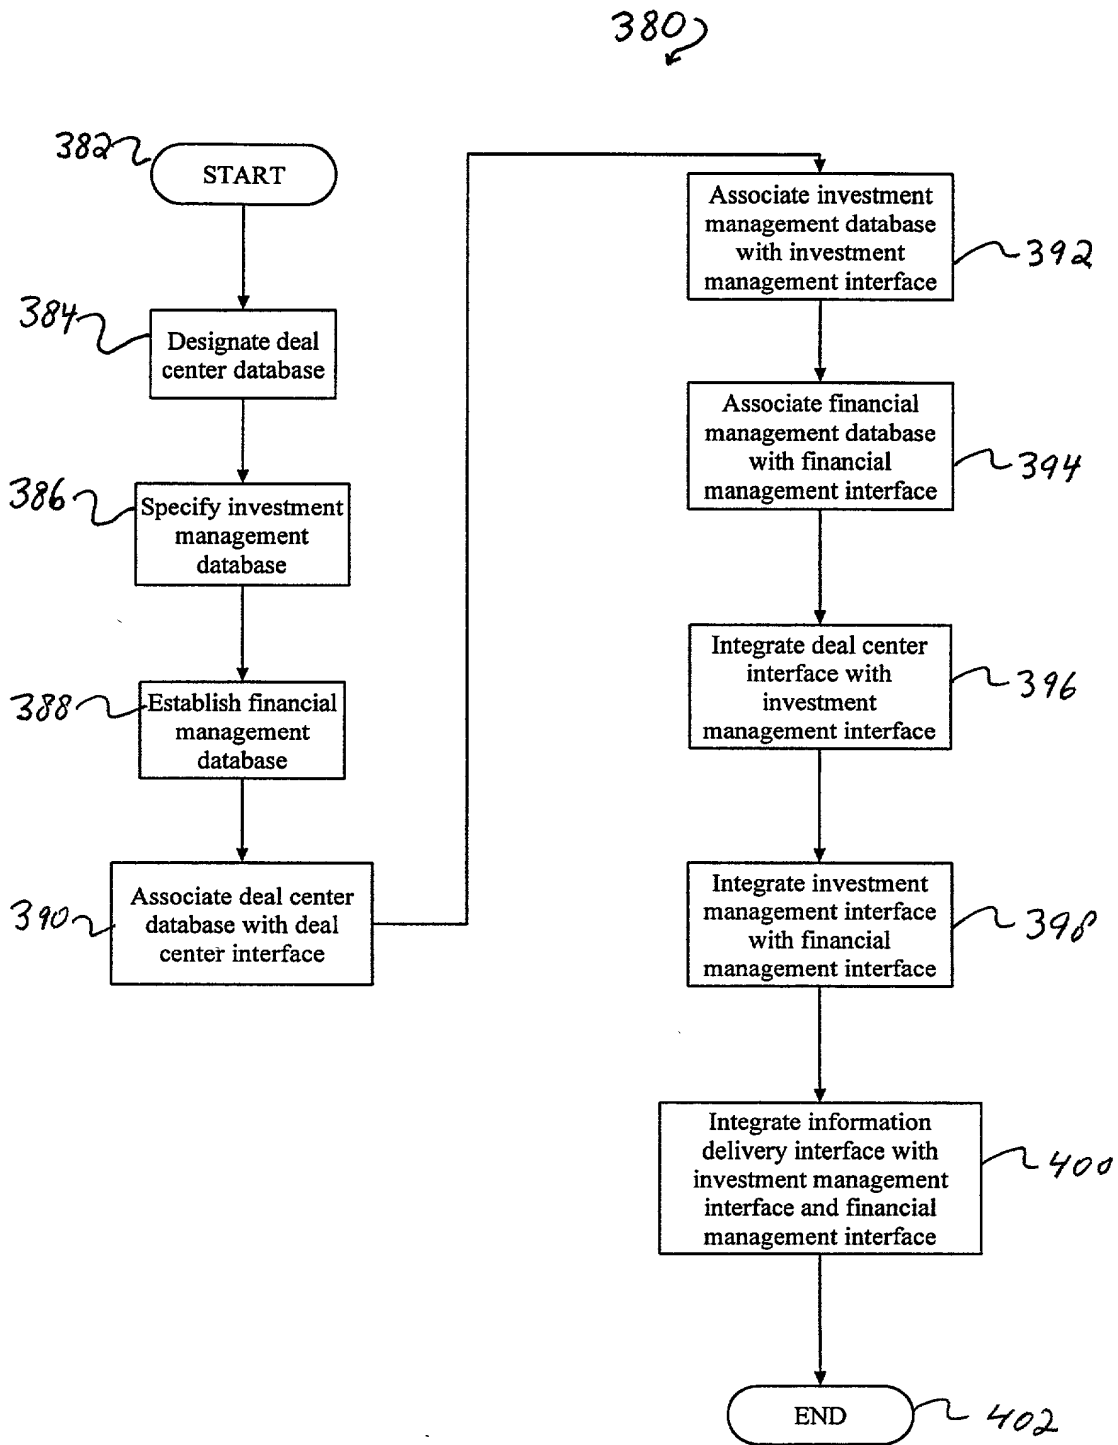 380
382
START
384
Designate deal
center database
386
Specify investment
management
database
388
Establish financial
management
database
390
Associate deal center
database with deal
center interface
Associate investment
management database
with investment
management interface
392
Associate financial
management database
with financial
management interface
394
Integrate deal center
interface with
investment
management interface
396
Integrate investment
management interface
with financial
management interface
398
Integrate information
delivery interface with
investment management
interface and financial
management interface
400
END
402